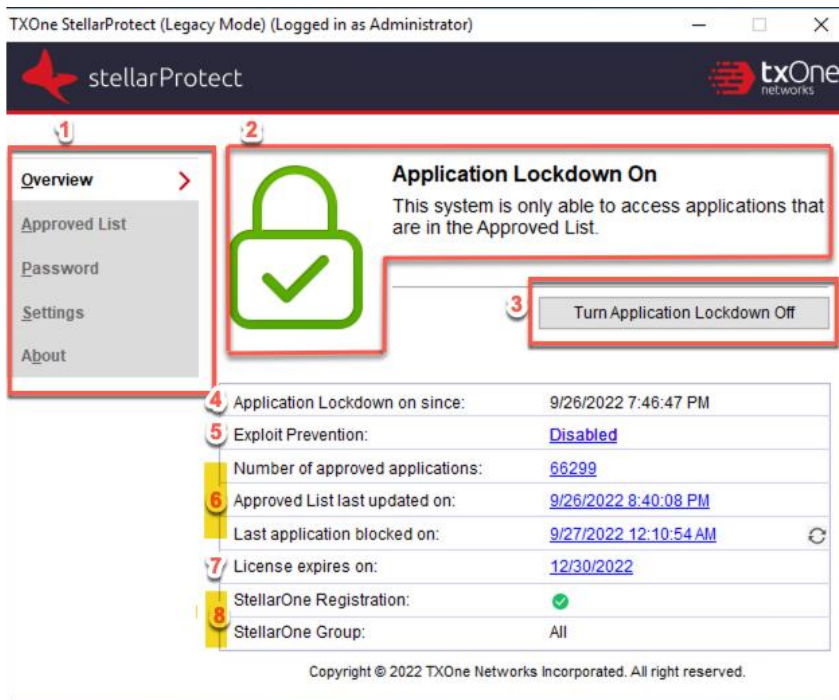 TXOne StellarProtect (Legacy Mode) (Logged in as Administrator)
stellarProtect
txOne
networks
1
2
Overview
Approved List
Password
Settings
About
Application Lockdown On
This system is only able to access applications that
are in the Approved List.
3
Turn Application Lockdown Off
4 Application Lockdown on since: 9/26/2022 7:46:47 PM
5 Exploit Prevention: Disabled
Number of approved applications: 66299
6 Approved List last updated on: 9/26/2022 8:40:08 PM
Last application blocked on: 9/27/2022 12:10:54 AM
7 License expires on: 12/30/2022
StellarOne Registration:
8
StellarOne Group: All
Copyright © 2022 TXOne Networks Incorporated. All right reserved.